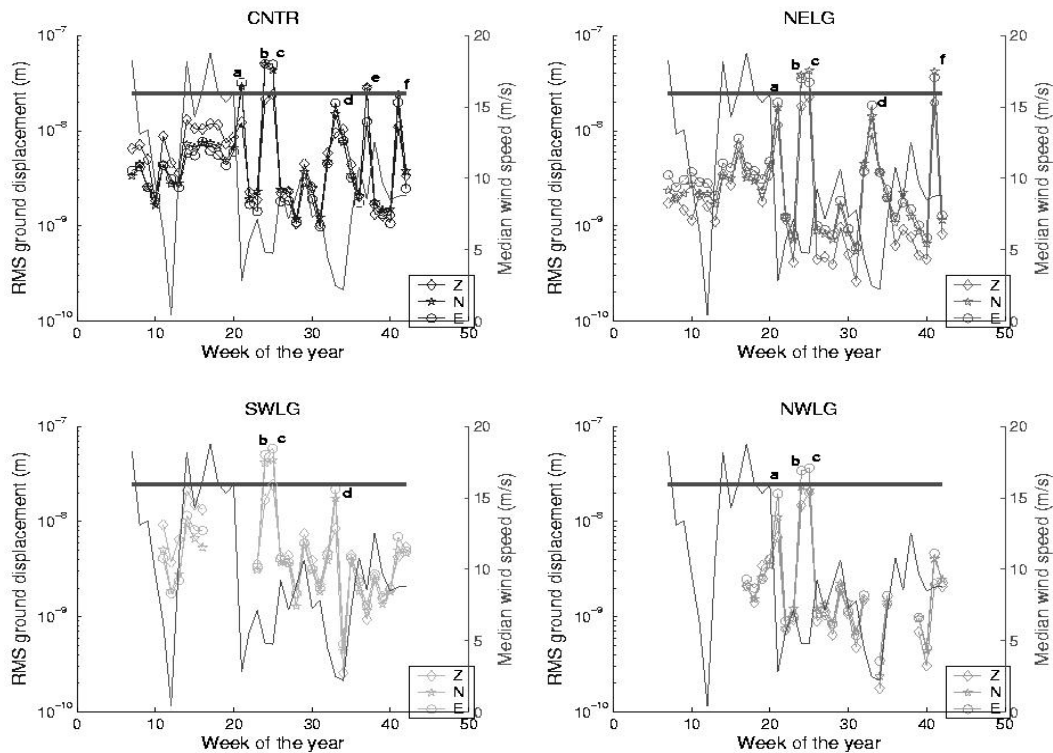 CNTR
10⁻⁷
10⁻⁸
10⁻⁹
10⁻¹⁰
RMS ground displacement (m)
0 10 20 30 40 50
Week of the year
20
15
10
5
0
Median wind speed (m/s)
a
b
c
d
e
f
Z
N
E
NELG
10⁻⁷
10⁻⁸
10⁻⁹
10⁻¹⁰
RMS ground displacement (m)
0 10 20 30 40 50
Week of the year
20
15
10
5
0
Median wind speed (m/s)
a
b
c
d
f
Z
N
E
SWLG
10⁻⁷
10⁻⁸
10⁻⁹
10⁻¹⁰
RMS ground displacement (m)
0 10 20 30 40 50
Week of the year
20
15
10
5
0
Median wind speed (m/s)
b
c
d
Z
N
E
NWLG
10⁻⁷
10⁻⁸
10⁻⁹
10⁻¹⁰
RMS ground displacement (m)
0 10 20 30 40 50
Week of the year
20
15
10
5
0
Median wind speed (m/s)
a
b
c
Z
N
E